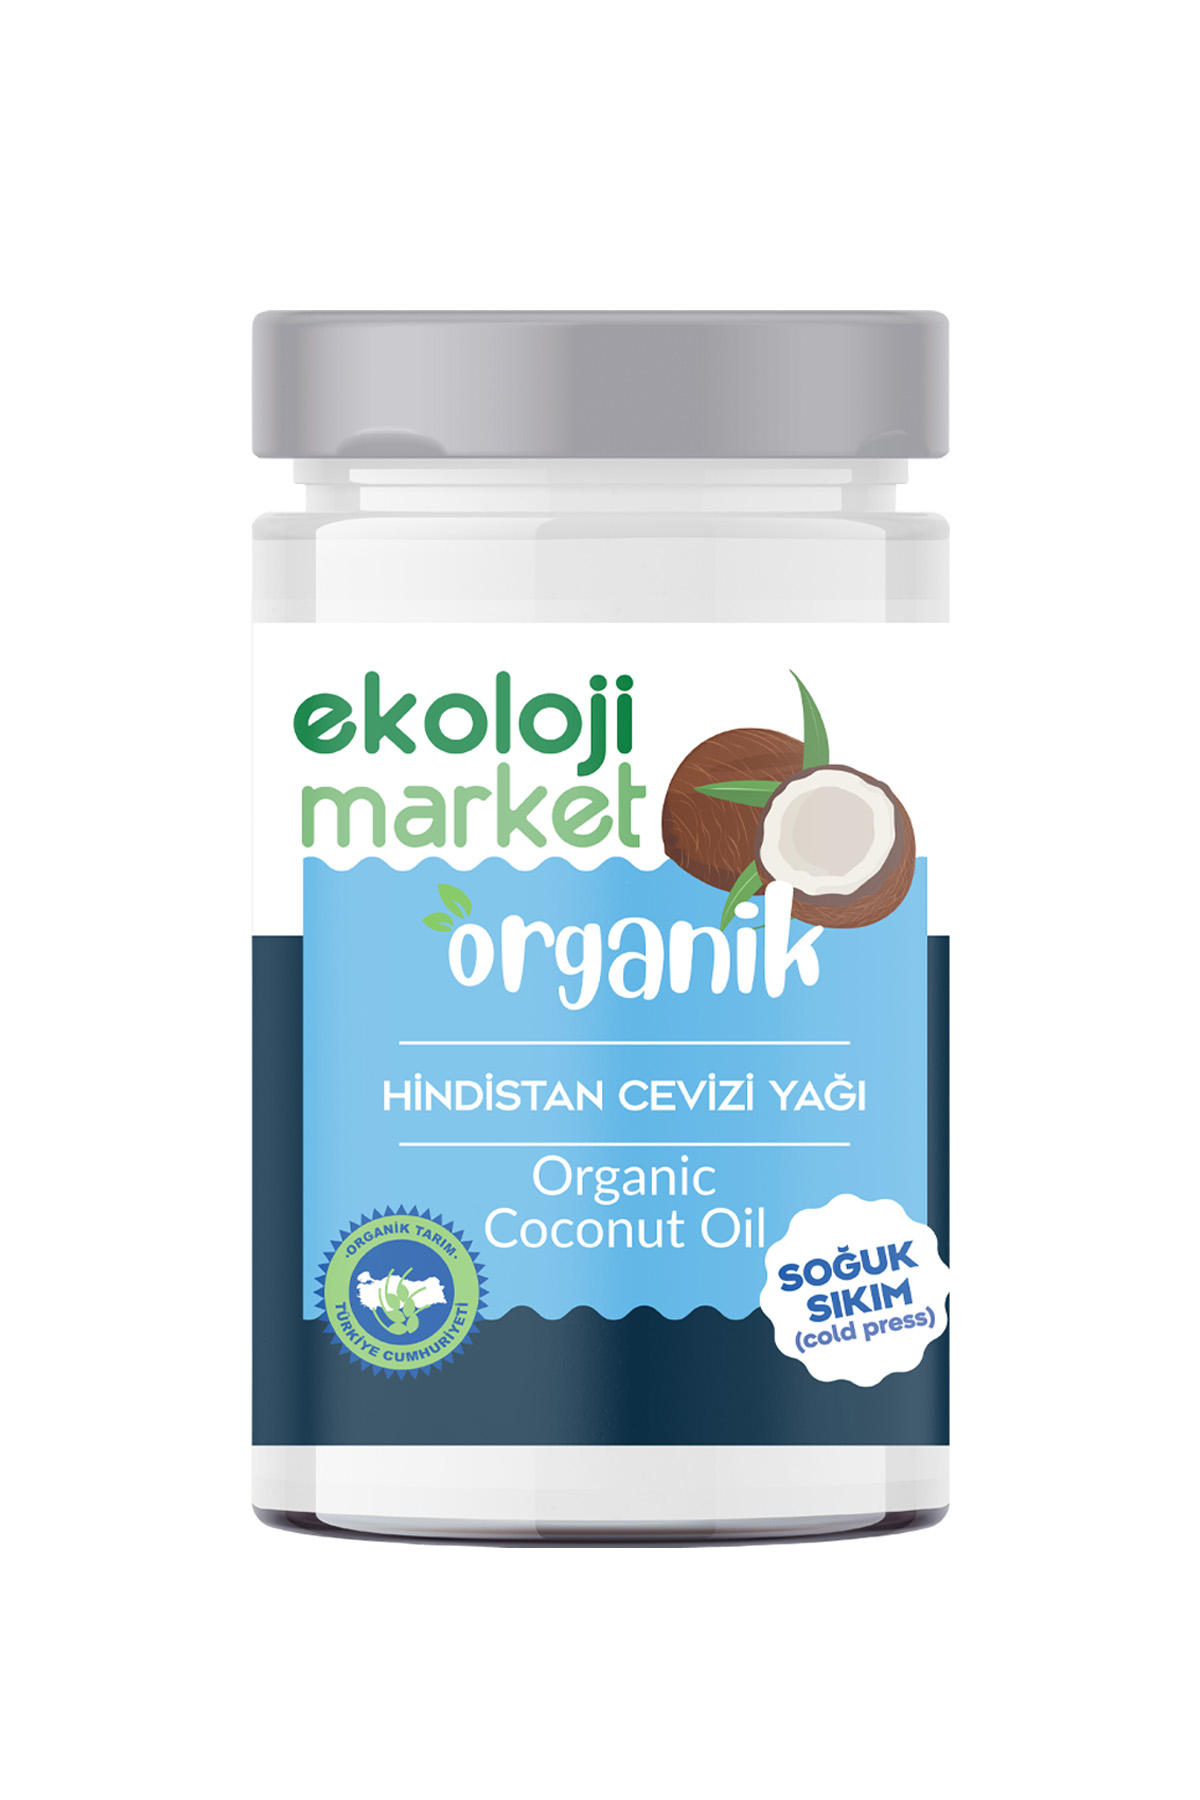 ekoloji
market
organik
HİNDİSTAN CEVİZİ YAĞI
Organic
Coconut Oil
·ORGANİK TARIM·
TÜRKİYE CUMHURİYETİ
SOĞUK
SIKIM
(cold press)